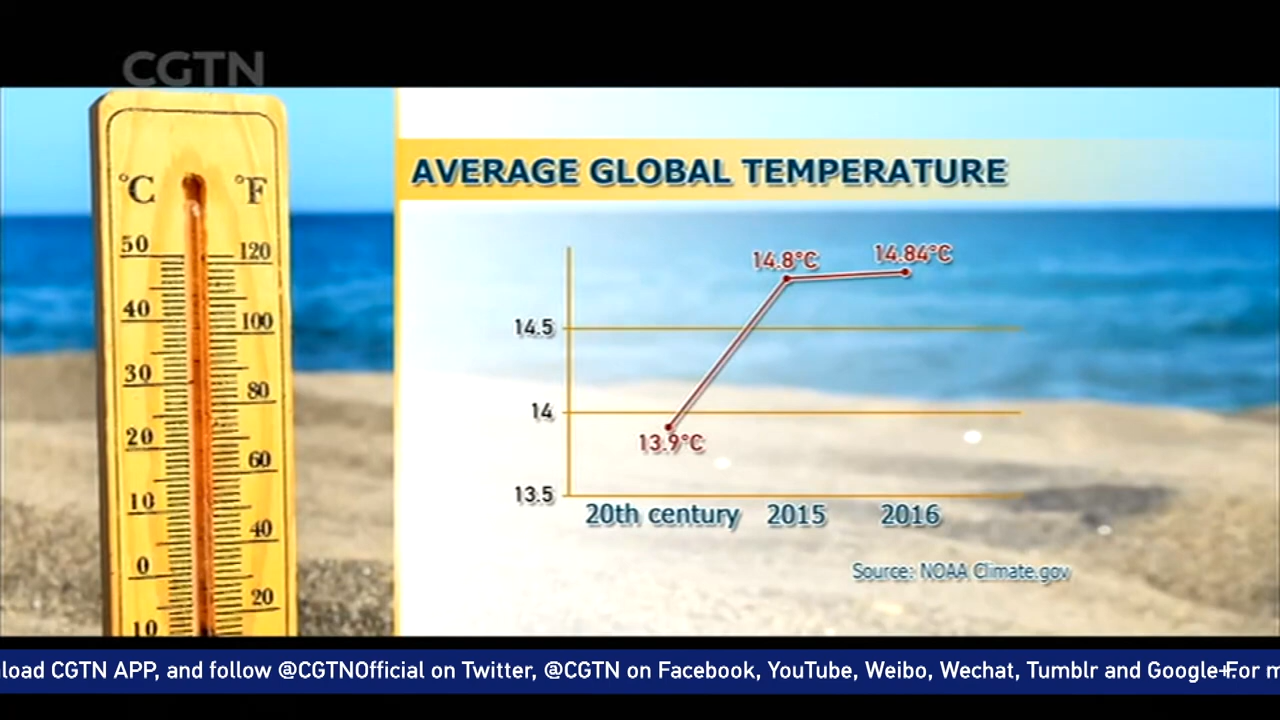 CGTN
AVERAGE GLOBAL TEMPERATURE
°C °F
50 120
40 100
30 80
20 60
10 40
0 20
10
14.8°C 14.84°C
14.5
14
13.9°C
13.5
20th century 2015 2016
Source: NOAA Climate.gov
load CGTN APP, and follow @CGTNOfficial on Twitter, @CGTN on Facebook, YouTube, Weibo, Wechat, Tumblr and Google+For m